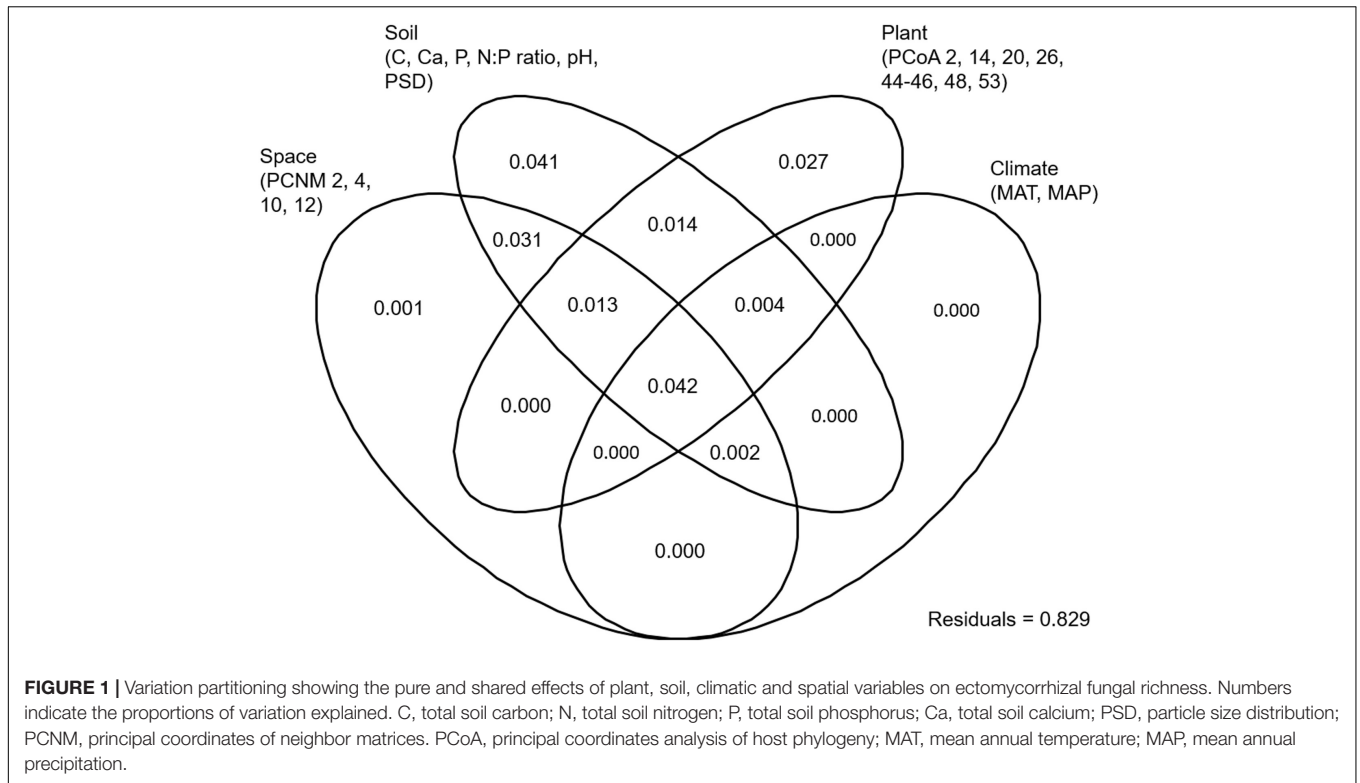 Soil
(C, Ca, P, N:P ratio, pH,
PSD)
Plant
(PCoA 2, 14, 20, 26,
44-46, 48, 53)
Space
(PCNM 2, 4,
10, 12)
Climate
(MAT, MAP)
0.041
0.027
0.031
0.014
0.000
0.001
0.013
0.004
0.000
0.042
0.000
0.000
0.000
0.002
0.000
Residuals = 0.829
FIGURE 1 | Variation partitioning showing the pure and shared effects of plant, soil, climatic and spatial variables on ectomycorrhizal fungal richness. Numbers
indicate the proportions of variation explained. C, total soil carbon; N, total soil nitrogen; P, total soil phosphorus; Ca, total soil calcium; PSD, particle size distribution;
PCNM, principal coordinates of neighbor matrices. PCoA, principal coordinates analysis of host phylogeny; MAT, mean annual temperature; MAP, mean annual
precipitation.